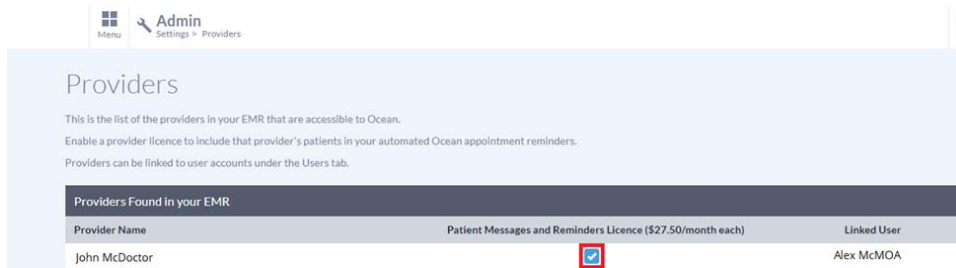 Menu
Admin
Settings ▸ Providers
Providers
This is the list of the providers in your EMR that are accessible to Ocean.
Enable a provider licence to include that provider's patients in your automated Ocean appointment reminders.
Providers can be linked to user accounts under the Users tab.
Providers Found in your EMR
Provider Name Patient Messages and Reminders Licence ($27.50/month each) Linked User
John McDoctor Alex McMOA